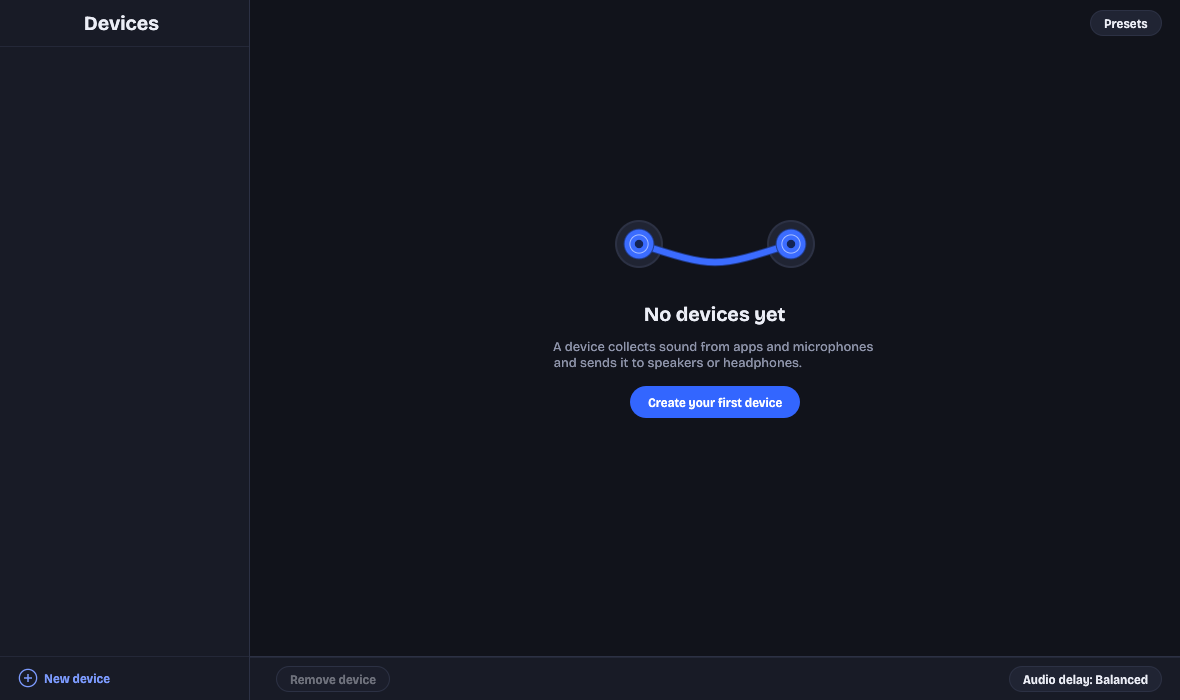 Devices
Presets
No devices yet
A device collects sound from apps and microphones
and sends it to speakers or headphones.
Create your first device
New device
Remove device
Audio delay: Balanced